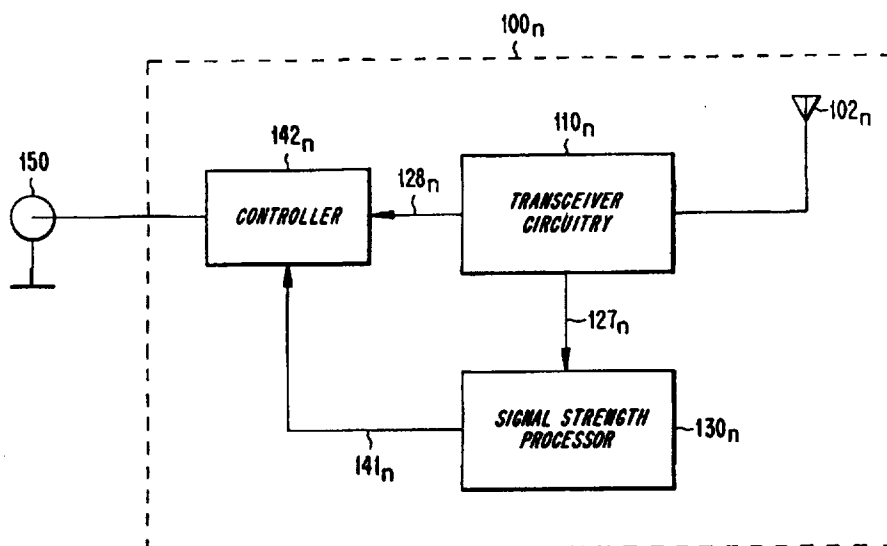 100n
102n
142n
110n
150
128n
CONTROLLER
TRANSCEIVER
CIRCUITRY
127n
SIGNAL STRENGTH
PROCESSOR
130n
141n